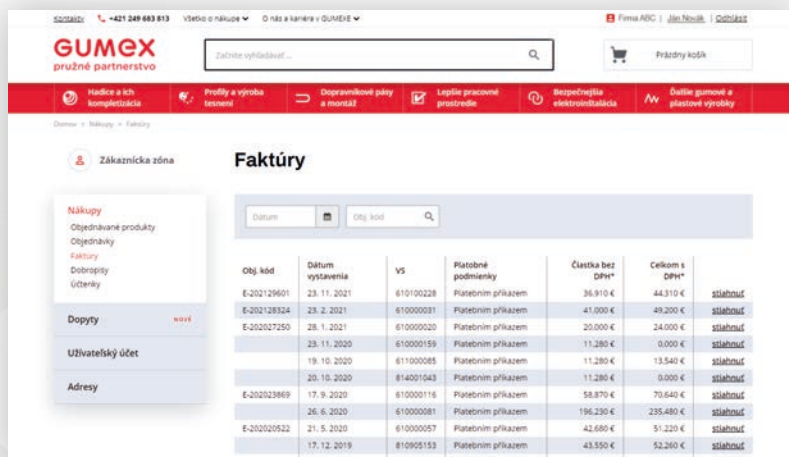 Kontakty +421 249 683 813 Všetko o nákupe O nás a kariéra v GUMEXE Firma ABC | Ján Novák | Odhlásiť
GUMEX
pružné partnerstvo
Začnite vyhľadávať ...
Prázdny košík
Hadice a ich kompletizácia
Profily a výroba tesnení
Dopravníkové pásy a montáž
Lepšie pracovné prostredie
Bezpečnejšia elektroinštalácia
Ďalšie gumové a plastové výrobky
Domov > Nákupy > Faktúry
Zákaznícka zóna
Faktúry
Nákupy
Objednávané produkty
Objednávky
Faktúry
Dobropisy
Účtenky
Dopyty NOVÉ
Užívateľský účet
Adresy
Dátum Obj. kód
Obj. kód Dátum vystavenia VS Platobné podmienky Čiastka bez DPH* Celkom s DPH*
E-202129601 23. 11. 2021 610100228 Platebním příkazem 36.910 € 44.310 € stiahnuť
E-202128324 23. 2. 2021 610000031 Platebním příkazem 41.000 € 49.200 € stiahnuť
E-202027250 28. 1. 2021 610000020 Platebním příkazem 20.000 € 24.000 € stiahnuť
23. 11. 2020 610000159 Platebním příkazem 11.280 € 0.000 € stiahnuť
19. 10. 2020 611000085 Platebním příkazem 11.280 € 13.540 € stiahnuť
20. 10. 2020 814001043 Platebním příkazem 11.280 € 0.000 € stiahnuť
E-202023869 17. 9. 2020 610000116 Platebním příkazem 58.870 € 70.640 € stiahnuť
26. 6. 2020 610000081 Platebním příkazem 196.230 € 235.480 € stiahnuť
E-202020522 21. 5. 2020 610000057 Platebním příkazem 42.680 € 51.220 € stiahnuť
17. 12. 2019 810905153 Platebním příkazem 43.550 € 52.260 € stiahnuť